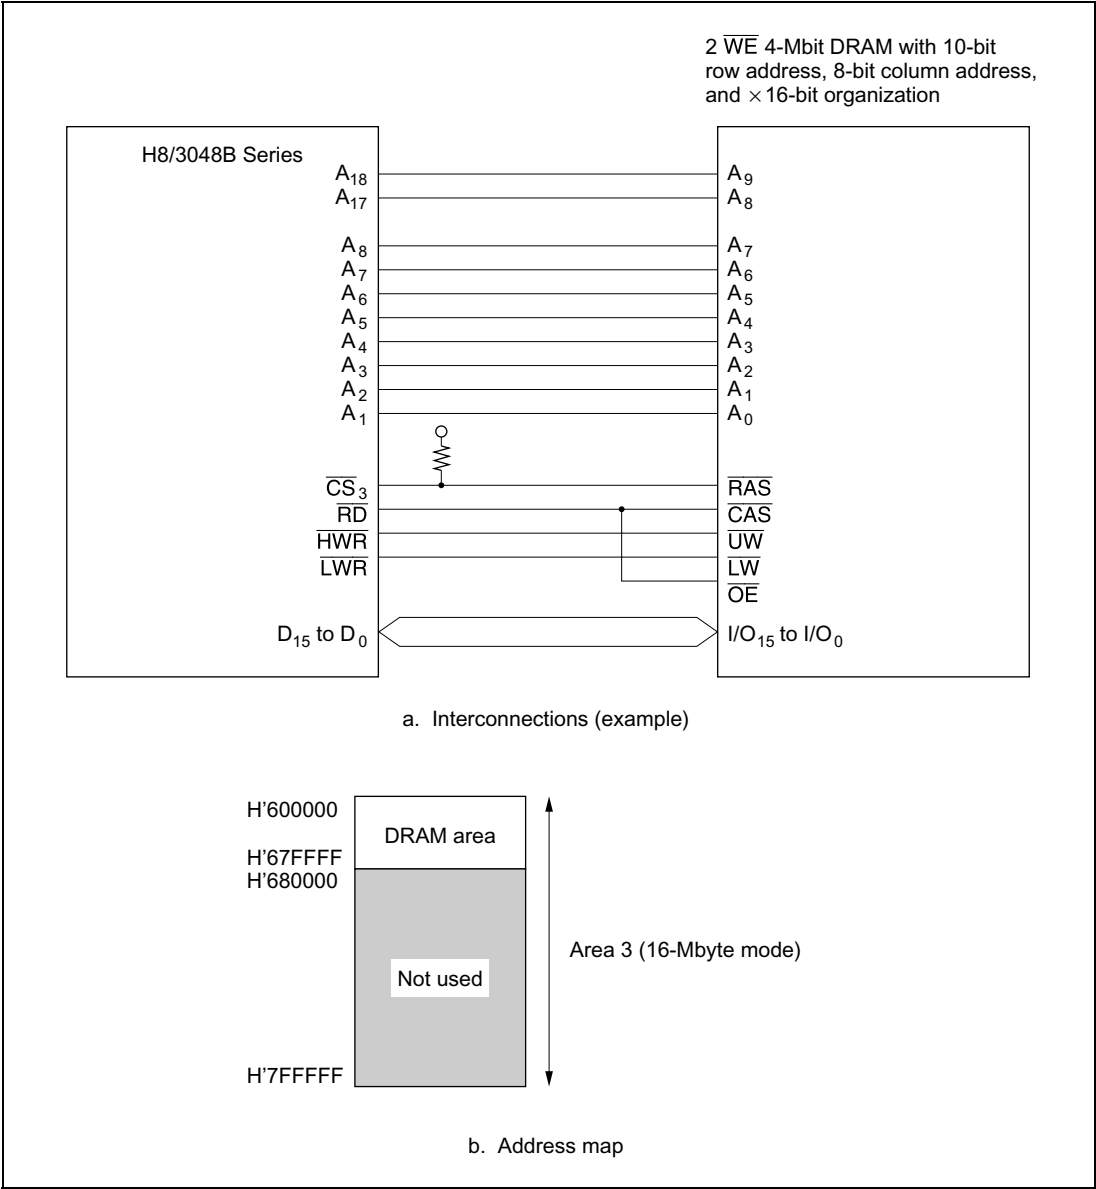 2 WE 4-Mbit DRAM with 10-bit
row address, 8-bit column address,
and ×16-bit organization
H8/3048B Series
A18
A17
A8
A7
A6
A5
A4
A3
A2
A1
CS3
RD
HWR
LWR
D15 to D0
A9
A8
A7
A6
A5
A4
A3
A2
A1
A0
RAS
CAS
UW
LW
OE
I/O15 to I/O0
a. Interconnections (example)
H'600000
DRAM area
H'67FFFF
H'680000
Area 3 (16-Mbyte mode)
Not used
H'7FFFFF
b. Address map